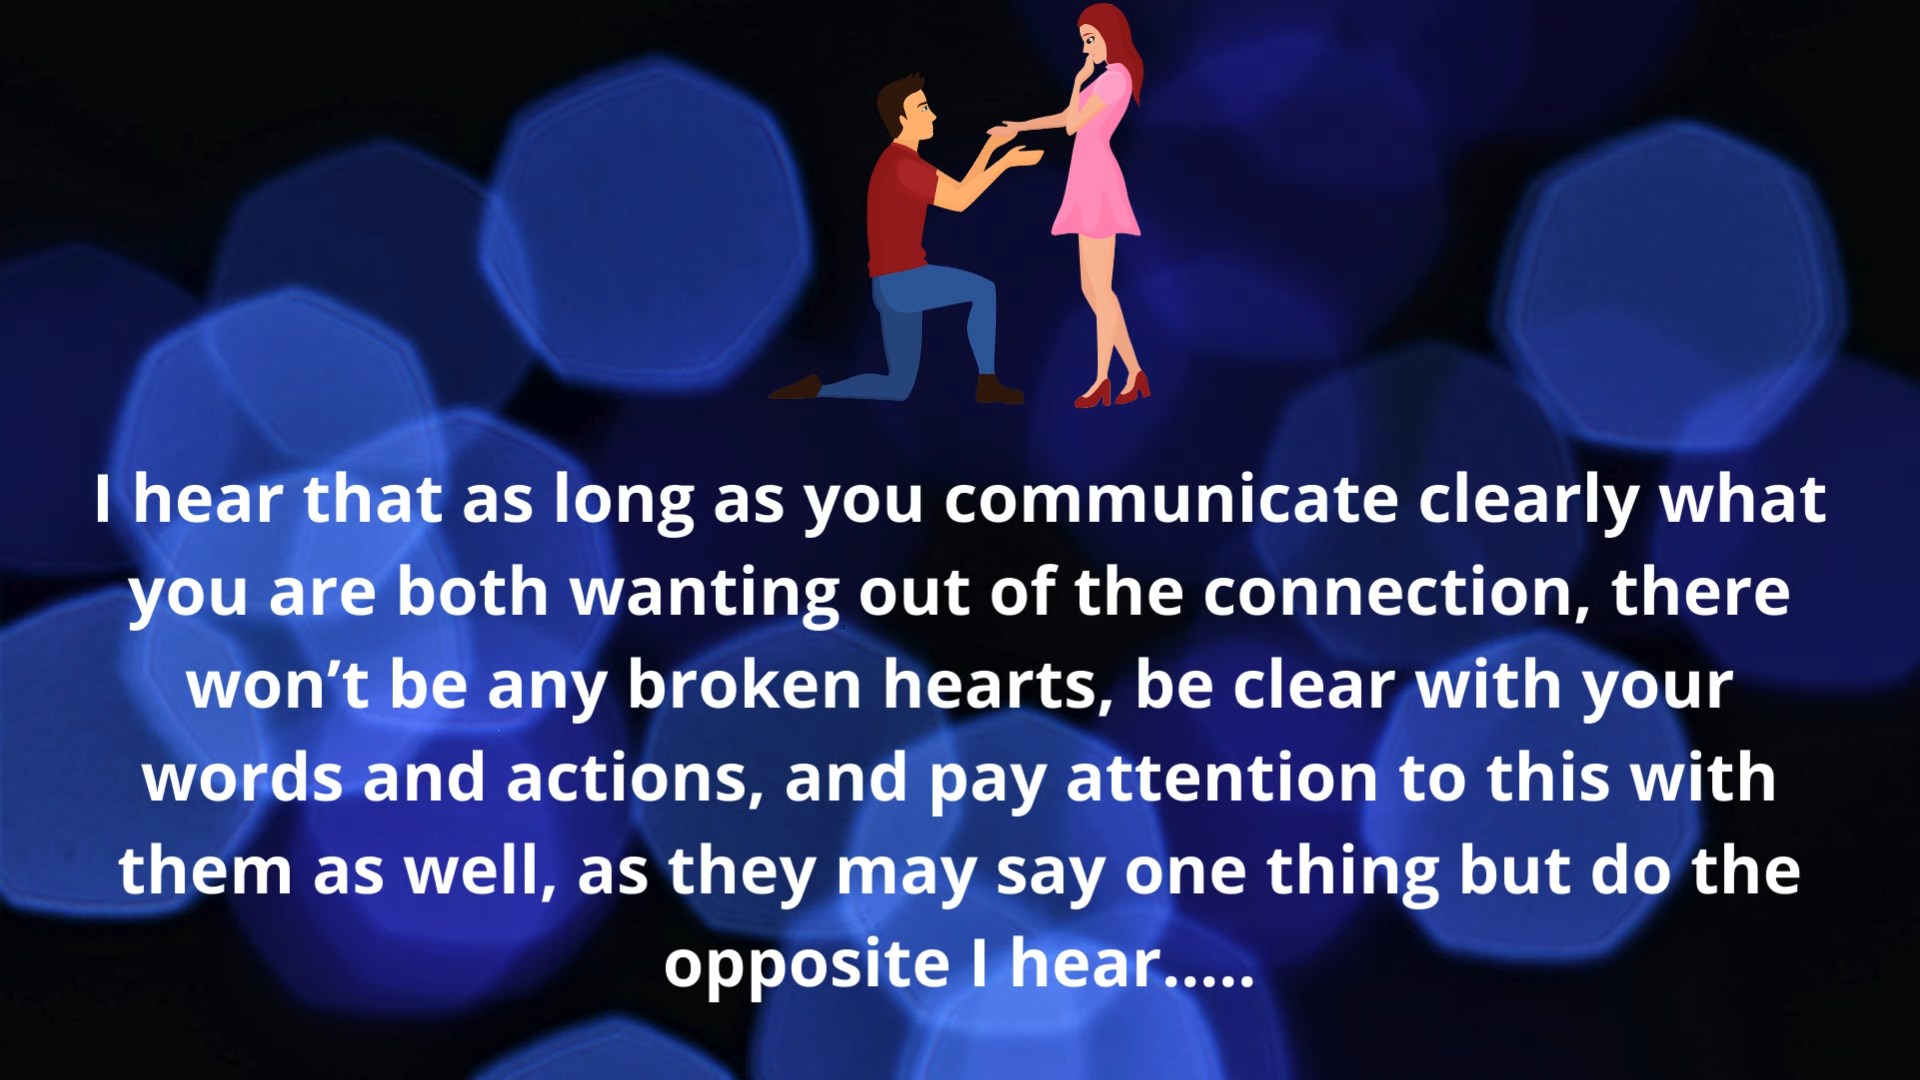 I hear that as long as you communicate clearly what
you are both wanting out of the connection, there
won’t be any broken hearts, be clear with your
words and actions, and pay attention to this with
them as well, as they may say one thing but do the
opposite I hear.....